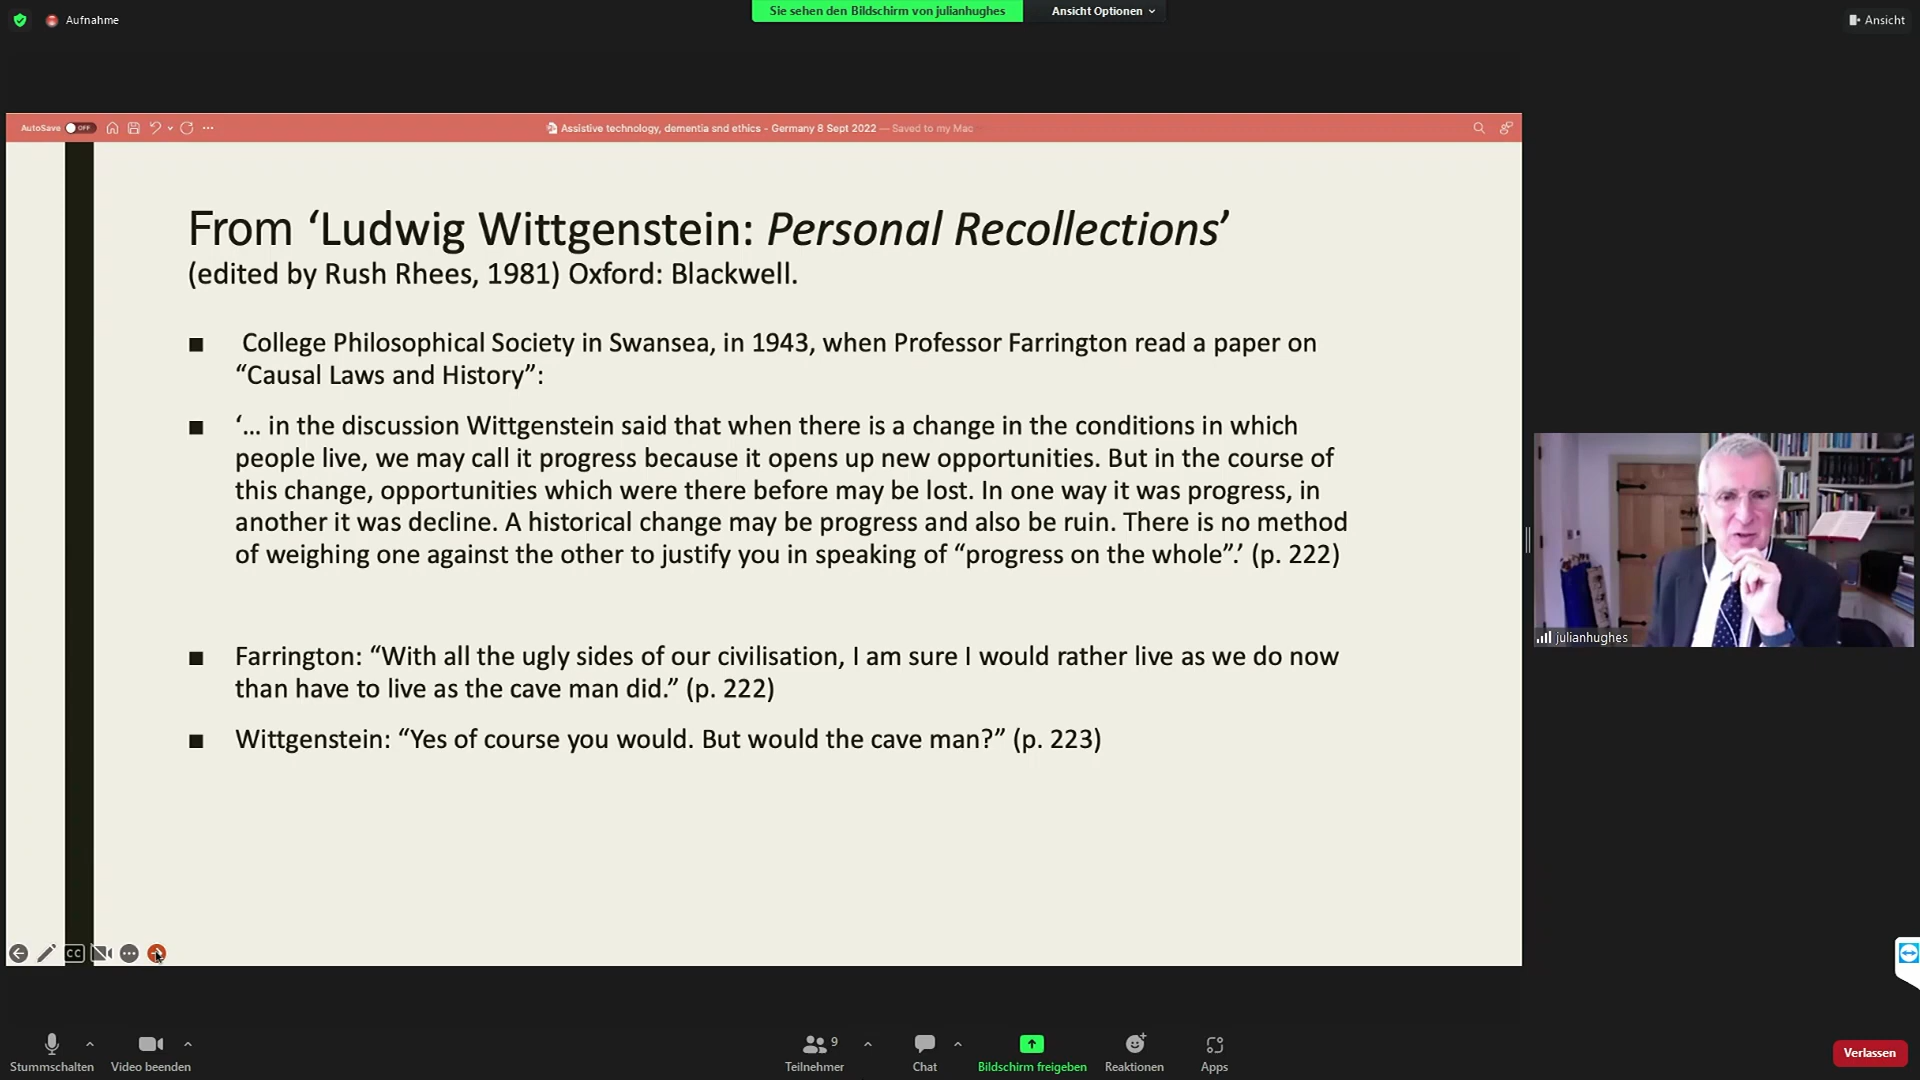 Aufnahme
Sie sehen den Bildschirm von julianhughes
Ansicht Optionen
Ansicht
AutoSave OFF
Assistive technology, dementia snd ethics - Germany 8 Sept 2022 — Saved to my Mac
From ‘Ludwig Wittgenstein: Personal Recollections’
(edited by Rush Rhees, 1981) Oxford: Blackwell.
■ College Philosophical Society in Swansea, in 1943, when Professor Farrington read a paper on
“Causal Laws and History”:
■ ‘… in the discussion Wittgenstein said that when there is a change in the conditions in which
people live, we may call it progress because it opens up new opportunities. But in the course of
this change, opportunities which were there before may be lost. In one way it was progress, in
another it was decline. A historical change may be progress and also be ruin. There is no method
of weighing one against the other to justify you in speaking of “progress on the whole”.’ (p. 222)
■ Farrington: “With all the ugly sides of our civilisation, I am sure I would rather live as we do now
than have to live as the cave man did.” (p. 222)
■ Wittgenstein: “Yes of course you would. But would the cave man?” (p. 223)
julianhughes
CC
Stummschalten
Video beenden
9
Teilnehmer
Chat
Bildschirm freigeben
Reaktionen
Apps
Verlassen